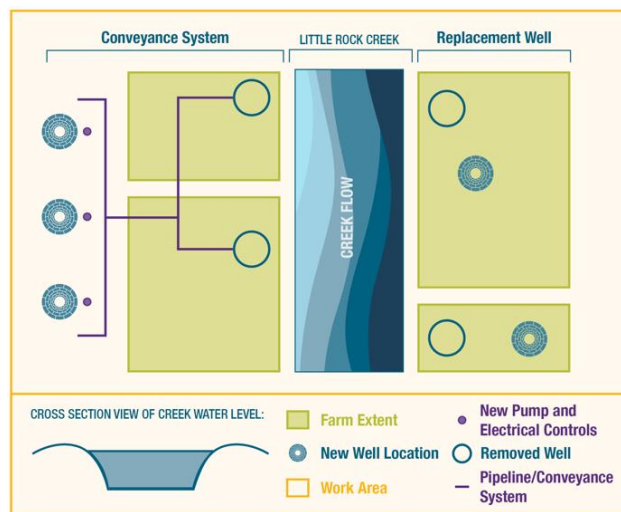 Conveyance System
LITTLE ROCK CREEK
Replacement Well
CREEK FLOW
CROSS SECTION VIEW OF CREEK WATER LEVEL:
Farm Extent
New Well Location
Work Area
New Pump and
Electrical Controls
Removed Well
Pipeline/Conveyance
System